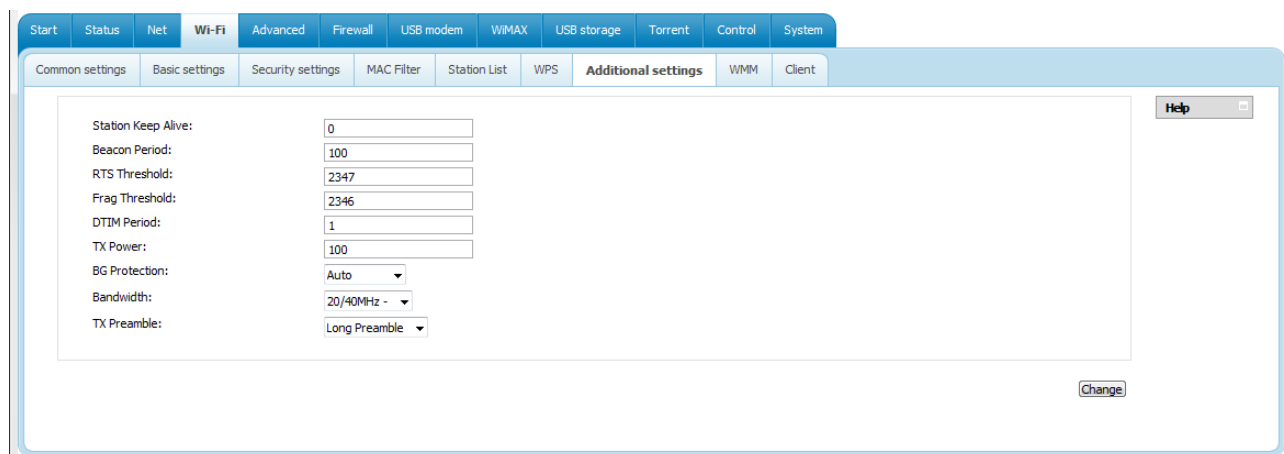 Start Status Net Wi-Fi Advanced Firewall USB modem WiMAX USB storage Torrent Control System
Common settings Basic settings Security settings MAC Filter Station List WPS Additional settings WMM Client
Help
Station Keep Alive: 0
Beacon Period: 100
RTS Threshold: 2347
Frag Threshold: 2346
DTIM Period: 1
TX Power: 100
BG Protection: Auto
Bandwidth: 20/40MHz -
TX Preamble: Long Preamble
Change